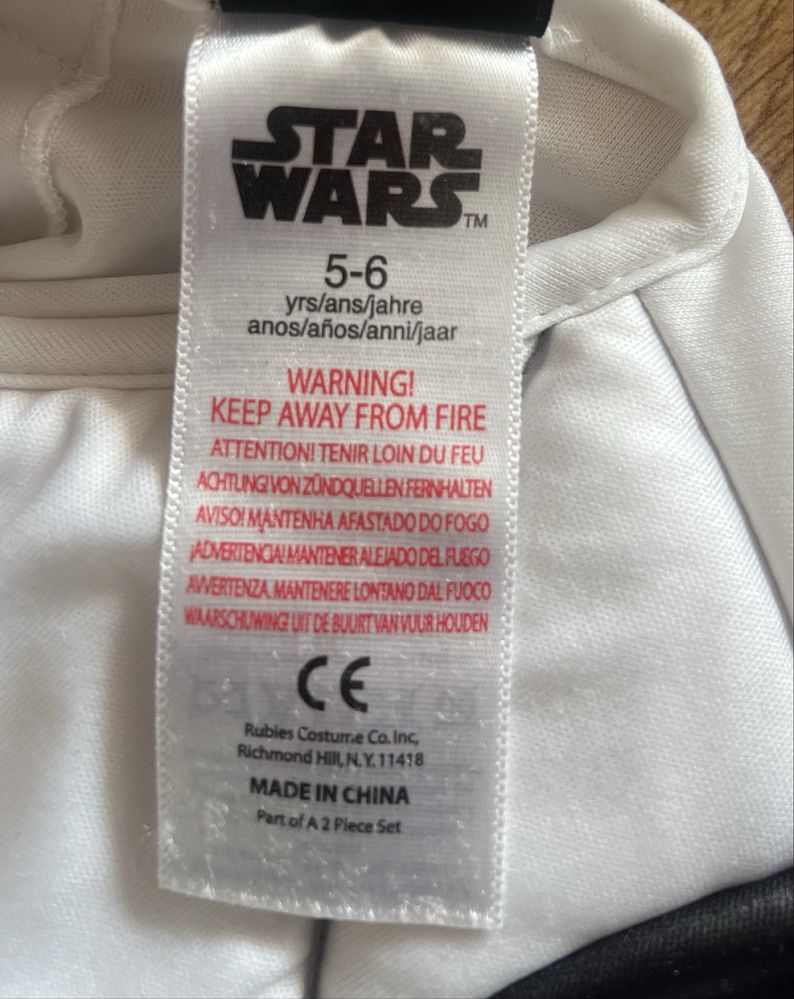 STAR
WARS™
5-6
yrs/ans/jahre
anos/años/anni/jaar
WARNING!
KEEP AWAY FROM FIRE
ATTENTION! TENIR LOIN DU FEU
ACHTUNG! VON ZÜNDQUELLEN FERNHALTEN
AVISO! MANTENHA AFASTADO DO FOGO
¡ADVERTENCIA! MANTENER ALEJADO DEL FUEGO
AVVERTENZA. MANTENERE LONTANO DAL FUOCO
WAARSCHUWING! UIT DE BUURT VAN VUUR HOUDEN
CE
Rubies Costume Co. Inc,
Richmond Hill, N.Y. 11418
MADE IN CHINA
Part of A 2 Piece Set